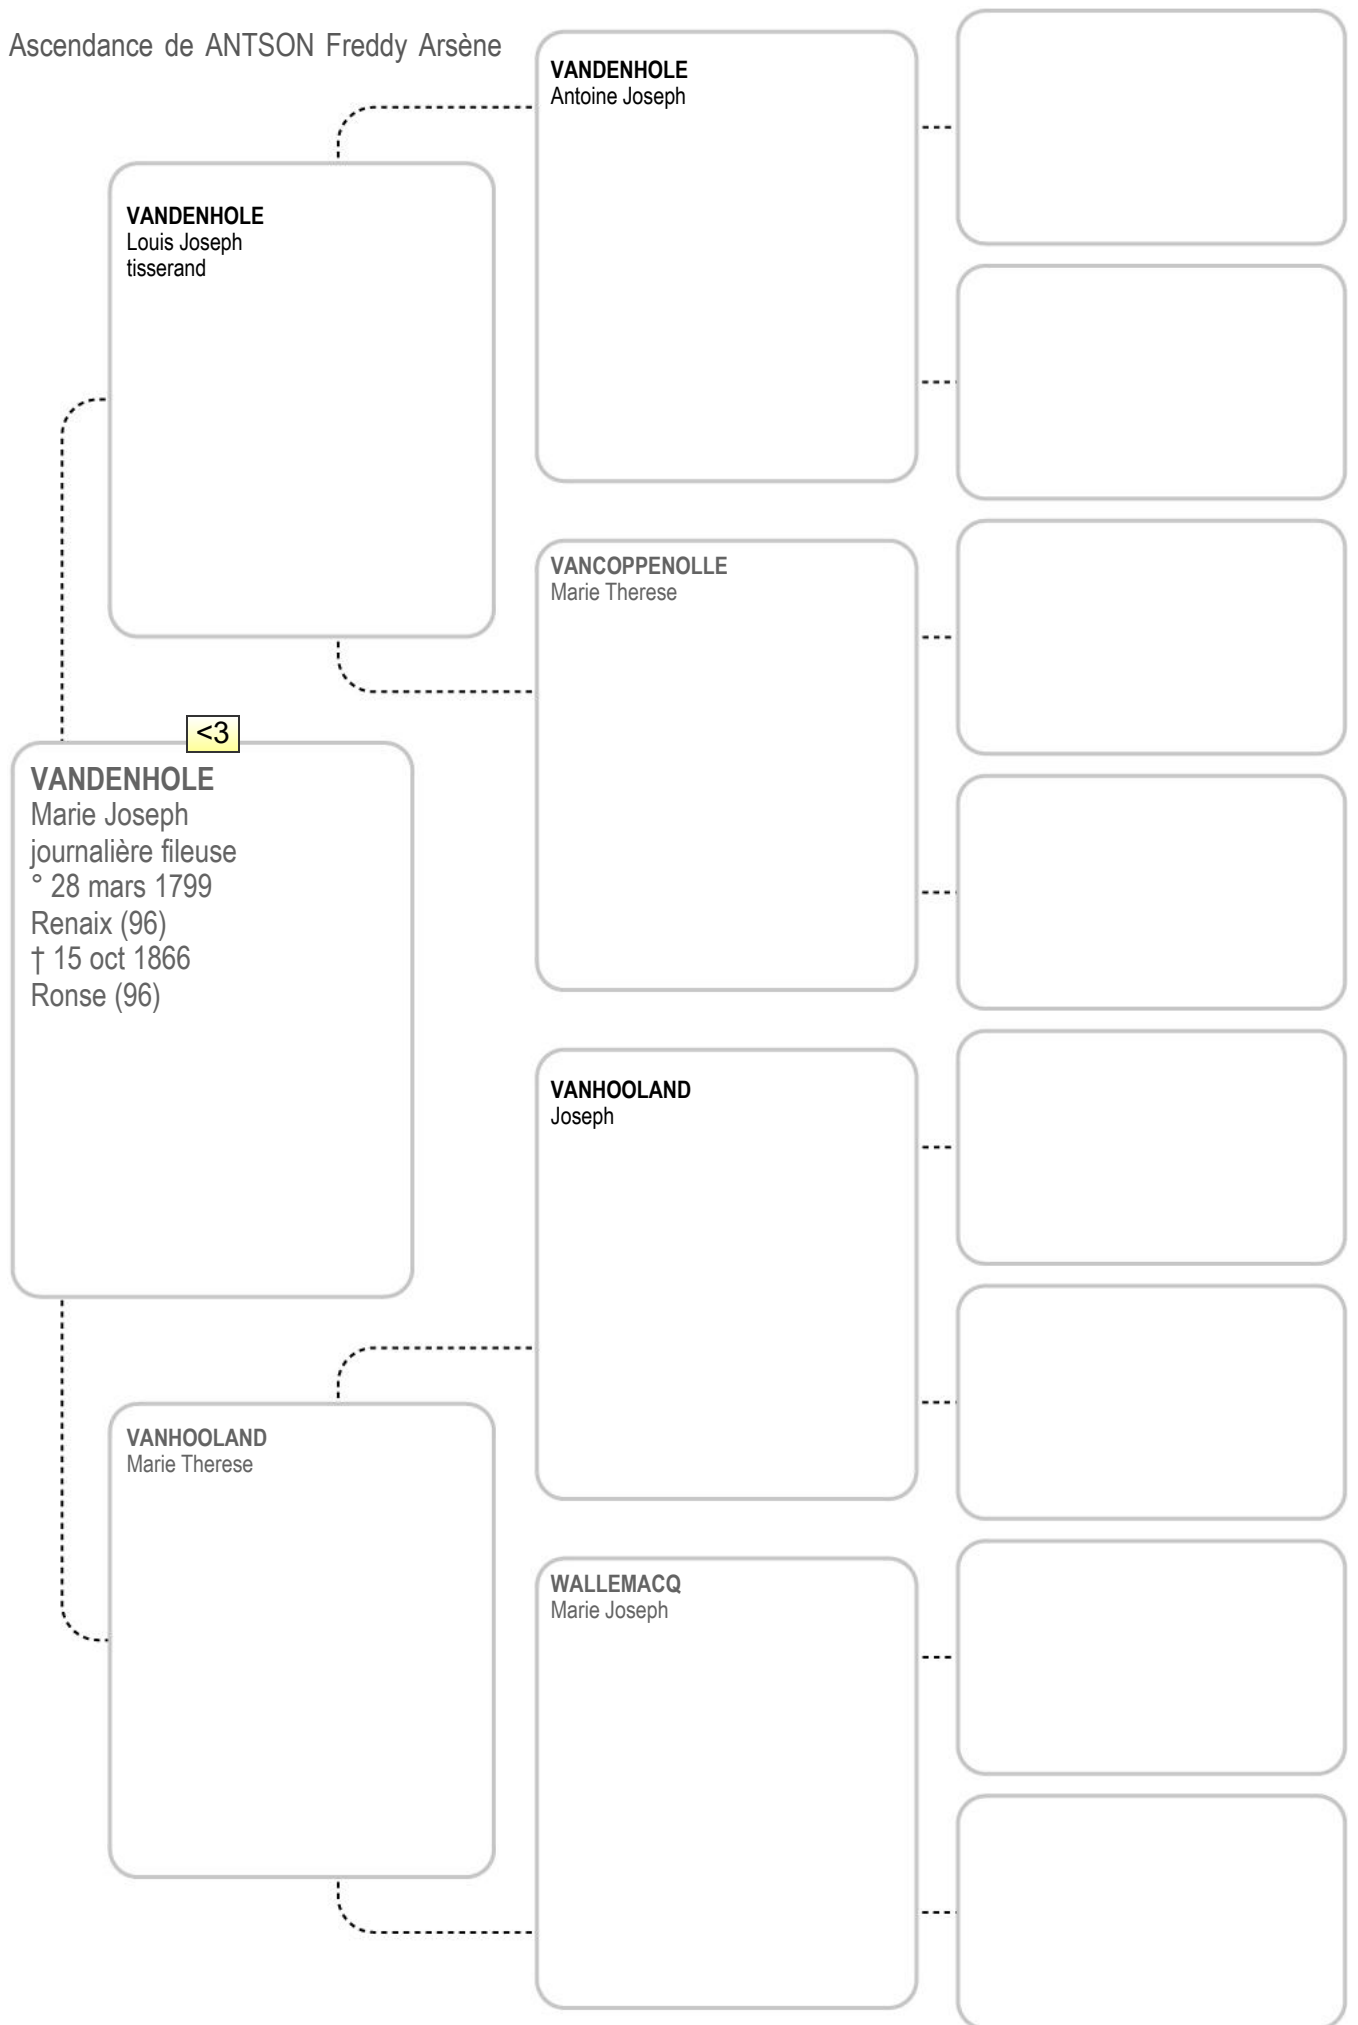 Ascendance de ANTSON Freddy Arsène
VANDENHOLE
Antoine Joseph
VANDENHOLE
Louis Joseph
tisserand
VANCOPPENOLLE
Marie Therese
<3
VANDENHOLE
Marie Joseph
journalière fileuse
° 28 mars 1799
Renaix (96)
† 15 oct 1866
Ronse (96)
VANHOOLAND
Joseph
VANHOOLAND
Marie Therese
WALLEMACQ
Marie Joseph